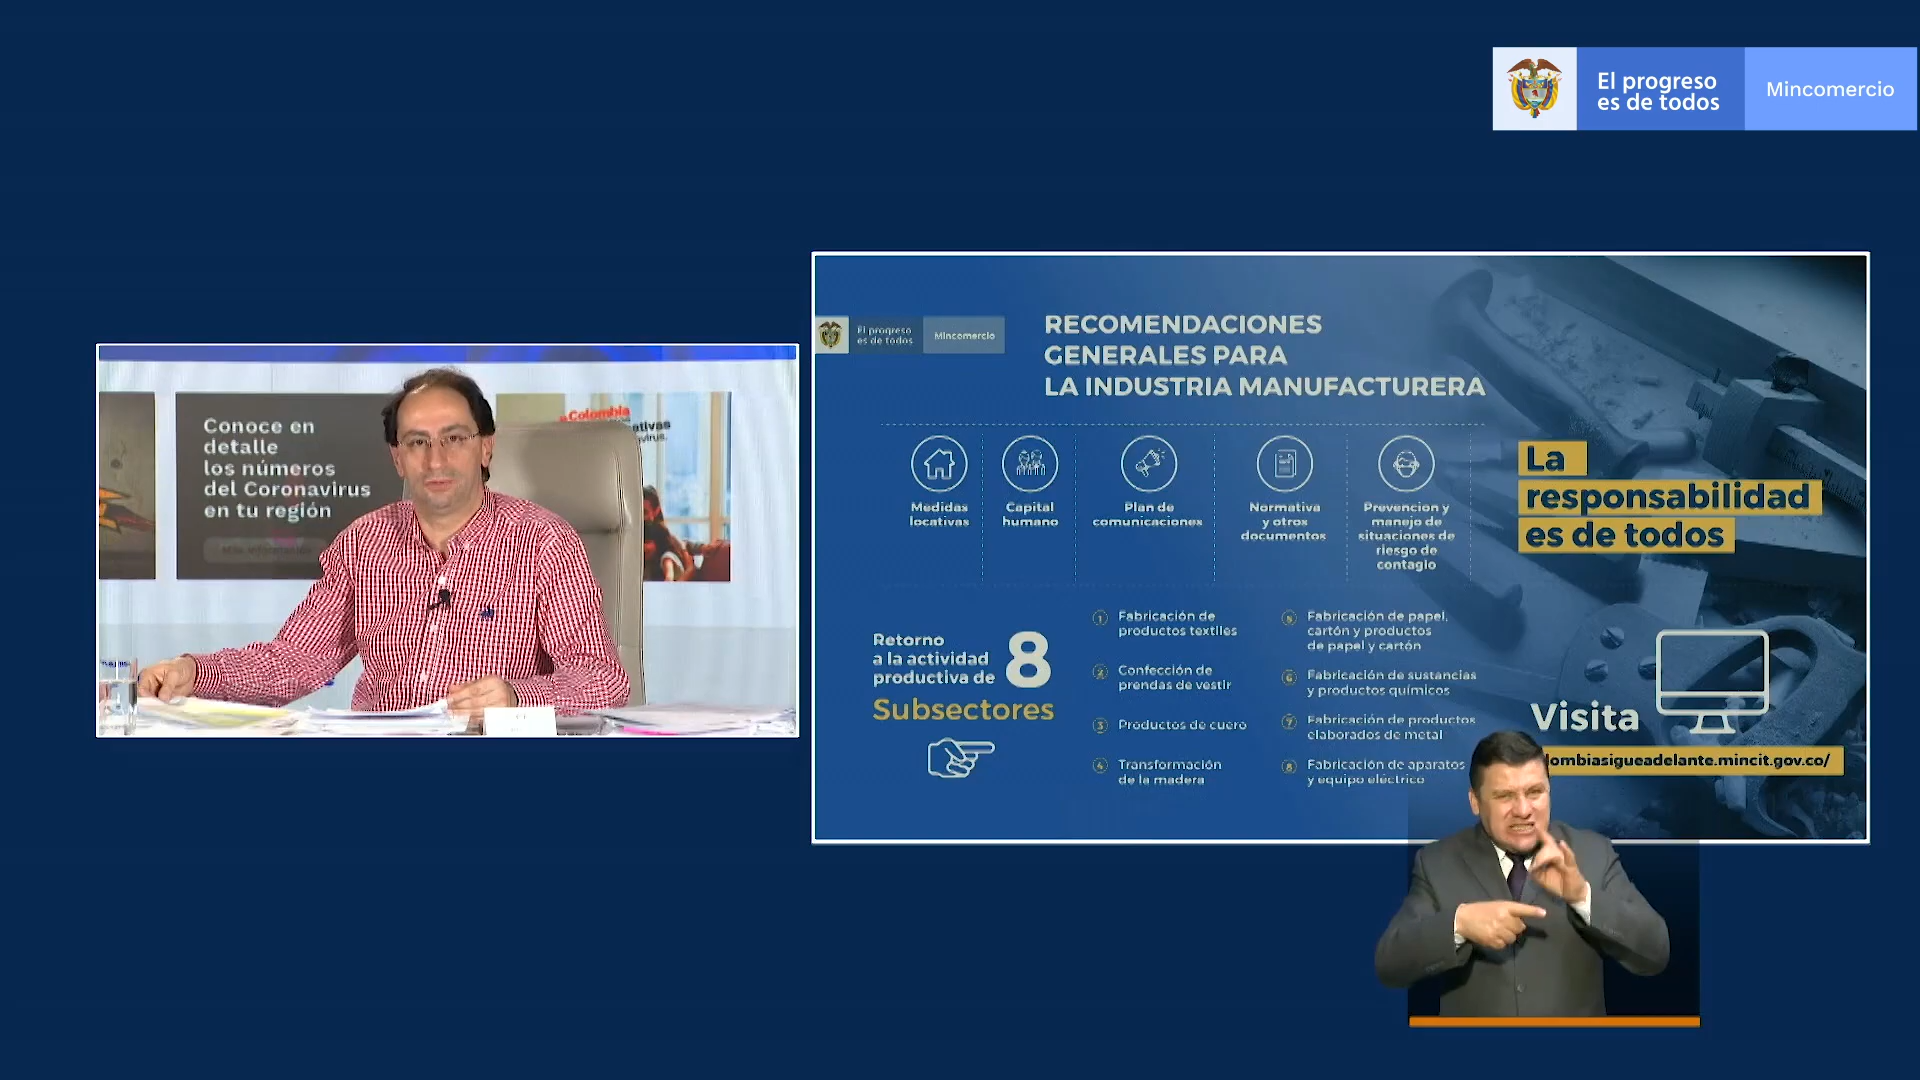 El progreso
es de todos
Mincomercio
Conoce en
detalle
los números
del Coronavirus
en tu región
Más información
Colombia
El progreso
es de todos
Mincomercio
RECOMENDACIONES
GENERALES PARA
LA INDUSTRIA MANUFACTURERA
Medidas
locativas
Capital
humano
Plan de
comunicaciones
Normativa
y otros
documentos
Prevencion y
manejo de
situaciones de
riesgo de
contagio
La
responsabilidad
es de todos
Retorno
a la actividad
productiva de
8
Subsectores
1 Fabricación de
productos textiles
2 Confección de
prendas de vestir
3 Productos de cuero
4 Transformación
de la madera
5 Fabricación de papel,
cartón y productos
de papel y cartón
6 Fabricación de sustancias
y productos químicos
7 Fabricación de productos
elaborados de metal
8 Fabricación de aparatos
y equipo eléctrico
Visita
lombiasigueadelante.mincit.gov.co/